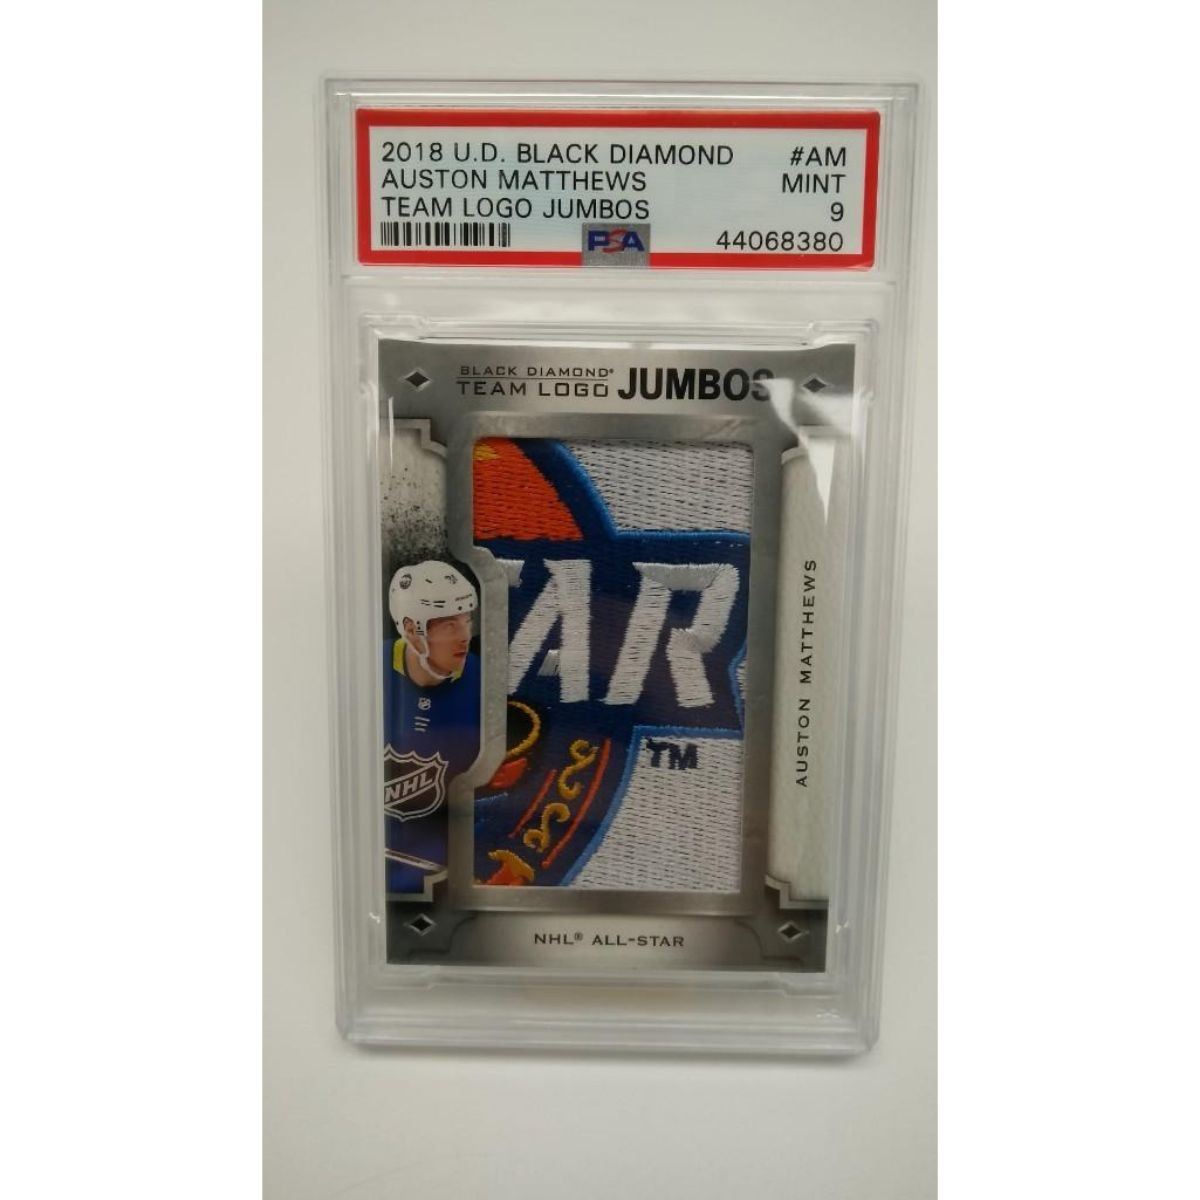 2018 U.D. BLACK DIAMOND #AM
AUSTON MATTHEWS MINT
TEAM LOGO JUMBOS 9
PSA 44068380
BLACK DIAMOND®
TEAM LOGO JUMBOS
AR
TM
NHL
AUSTON MATTHEWS
NHL® ALL-STAR